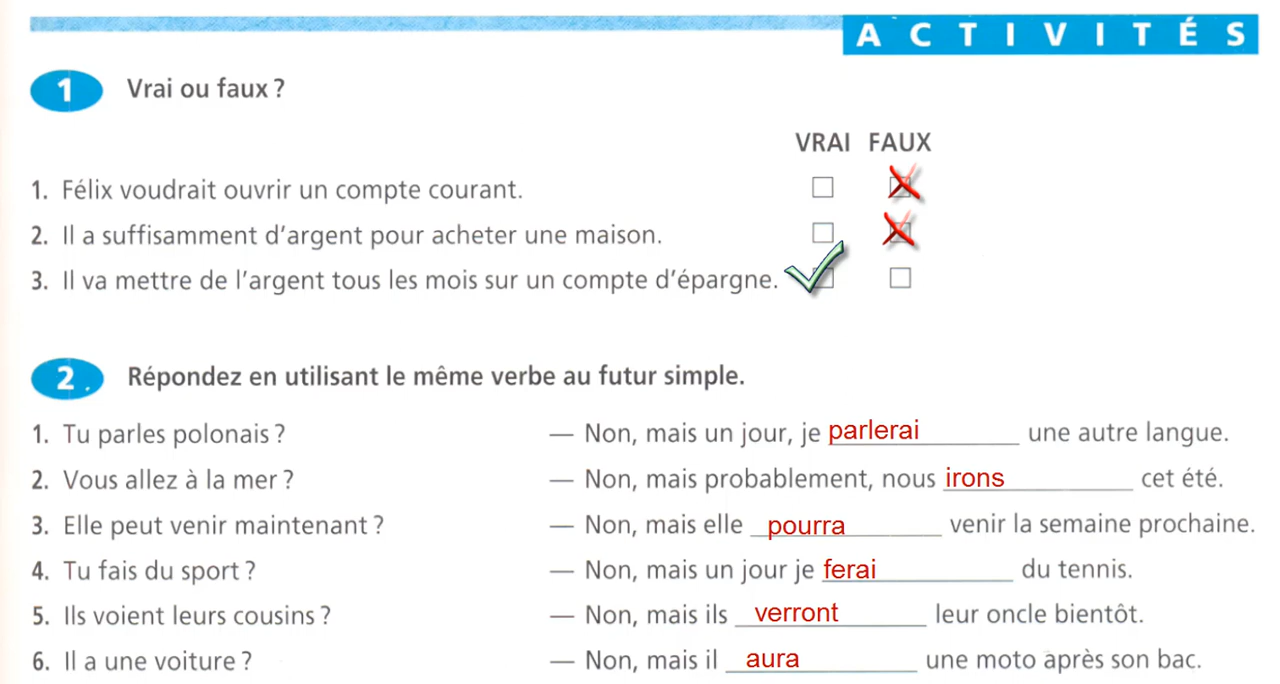 ACTIVITÉS
1 Vrai ou faux ?
VRAI FAUX
1. Félix voudrait ouvrir un compte courant.
2. Il a suffisamment d'argent pour acheter une maison.
3. Il va mettre de l'argent tous les mois sur un compte d'épargne.
2 Répondez en utilisant le même verbe au futur simple.
1. Tu parles polonais ? — Non, mais un jour, je parlerai une autre langue.
2. Vous allez à la mer ? — Non, mais probablement, nous irons cet été.
3. Elle peut venir maintenant ? — Non, mais elle pourra venir la semaine prochaine.
4. Tu fais du sport ? — Non, mais un jour je ferai du tennis.
5. Ils voient leurs cousins ? — Non, mais ils verront leur oncle bientôt.
6. Il a une voiture ? — Non, mais il aura une moto après son bac.